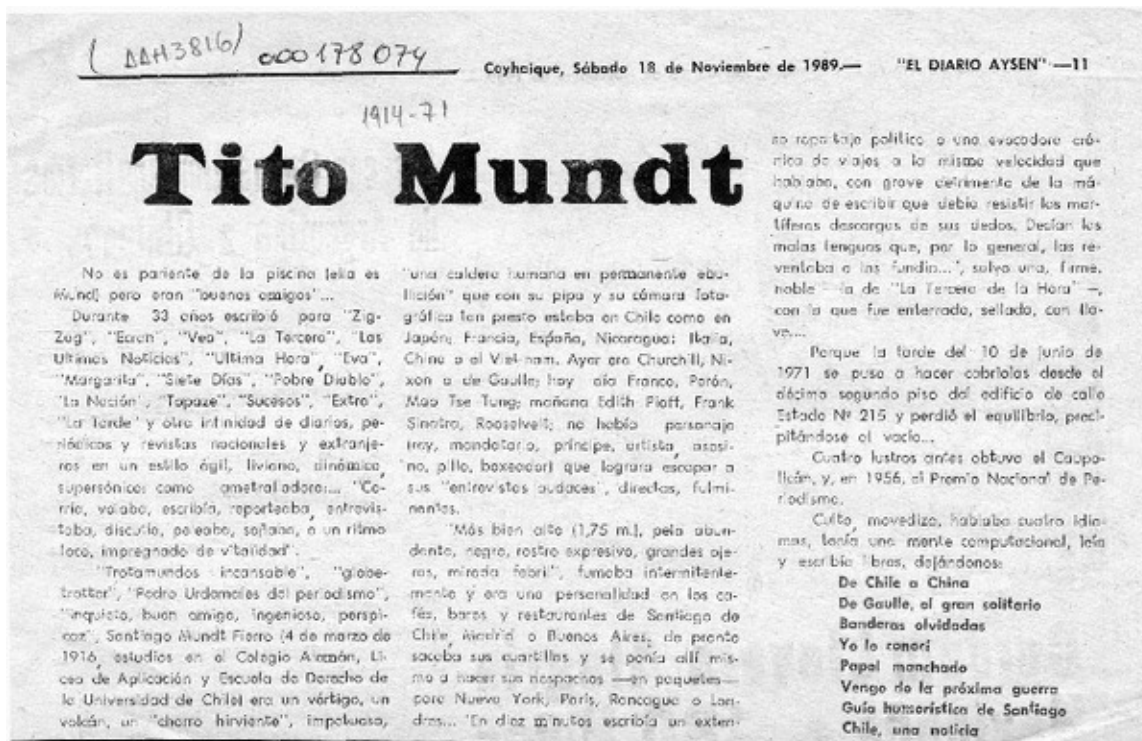 (AAH3816) 000178074
Coyhaique, Sábado 18 de Noviembre de 1989.— "EL DIARIO AYSEN" —11
1914-71
Tito Mundt
No es pariente de la piscina (ella es
Mund) pero eran "buenos amigos"...
Durante 33 años escribió para "Zig-
Zag", "Ecran", "Vea", "La Tercera", "Las
Ultimas Noticias", "Ultima Hora", "Eva",
"Margarita", "Siete Días", "Pobre Diablo",
"La Nación", "Topaze", "Sucesos", "Extra",
"La Tarde" y otra infinidad de diarios, pe-
riódicos y revistas nacionales y extranje-
ras en un estilo ágil, liviano, dinámico,
supersónico; como ametralladora:... "Co-
rría, volaba, escribía, reporteaba, entrevis-
taba, discutía, peleaba, soñaba, a un ritmo
loco, impregnado de vitalidad".
"Trotamundos incansable", "globe-
trotter", "Pedro Urdemales del periodismo",
"inquieto, buen amigo, ingenioso, perspi-
caz", Santiago Mundt Fierro (4 de marzo de
1916, estudios en el Colegio Alemán, Li-
ceo de Aplicación y Escuela de Derecho de
la Universidad de Chile) era un vértigo, un
volcán, un "chorro hirviente", impetuoso,
"una caldera humana en permanente ebu-
llición" que con su pipa y su cámara foto-
gráfica tan presto estaba en Chile como en
Japón; Francia, España, Nicaragua; Italia,
China o el Viet-nam. Ayer era Churchill, Ni-
xon o de Gaulle; hoy día Franco, Perón,
Mao Tse Tung; mañana Edith Piaff, Frank
Sinatra, Rooselvelt; no había personaje
(rey, mandatario, príncipe, artista, asesi-
no, pillo, boxeador) que lograra escapar a
sus "entrevistas audaces", directas, fulmi-
nantes.
"Más bien alto (1,75 m.), pelo abun-
dante, negro, rostro expresivo, grandes oje-
ras, mirada febril", fumaba intermitente-
mente y era una personalidad en los ca-
fés, bares y restaurantes de Santiago de
Chile, Madrid o Buenos Aires, de pronto
sacaba sus cuartillas y se ponía allí mis-
mo a hacer sus despachos —en paquetes—
para Nueva York, París, Rancagua o Lon-
dres... "En diez minutos escribía un exten-
so reportaje político o una evocadora cró-
nica de viajes a la misma velocidad que
hablaba, con grave detrimento de la má-
quina de escribir que debía resistir las mor-
tíferas descargas de sus dedos. Decían las
malas lenguas que, por lo general, las re-
ventaba o las fundía...", salvo una, firme,
noble —la de "La Tercera de la Hora" —,
con la que fue enterrado, sellado, con lla-
ve....
Porque la tarde del 10 de junio de
1971 se puso a hacer cabriolas desde el
décimo segundo piso del edificio de calle
Estado Nº 215 y perdió el equilibrio, preci-
pitándose al vacío...
Cuatro lustros antes obtuvo el Caupo-
licán, y, en 1956, el Premio Nacional de Pe-
riodismo.
Culto, movedizo, hablaba cuatro idio-
mas, tenía una mente computacional, leía
y escribía libros, dejándonos:
De Chile a China
De Gaulle, el gran solitario
Banderas olvidadas
Yo lo conocí
Papel manchado
Vengo de la próxima guerra
Guía humorística de Santiago
Chile, una noticia